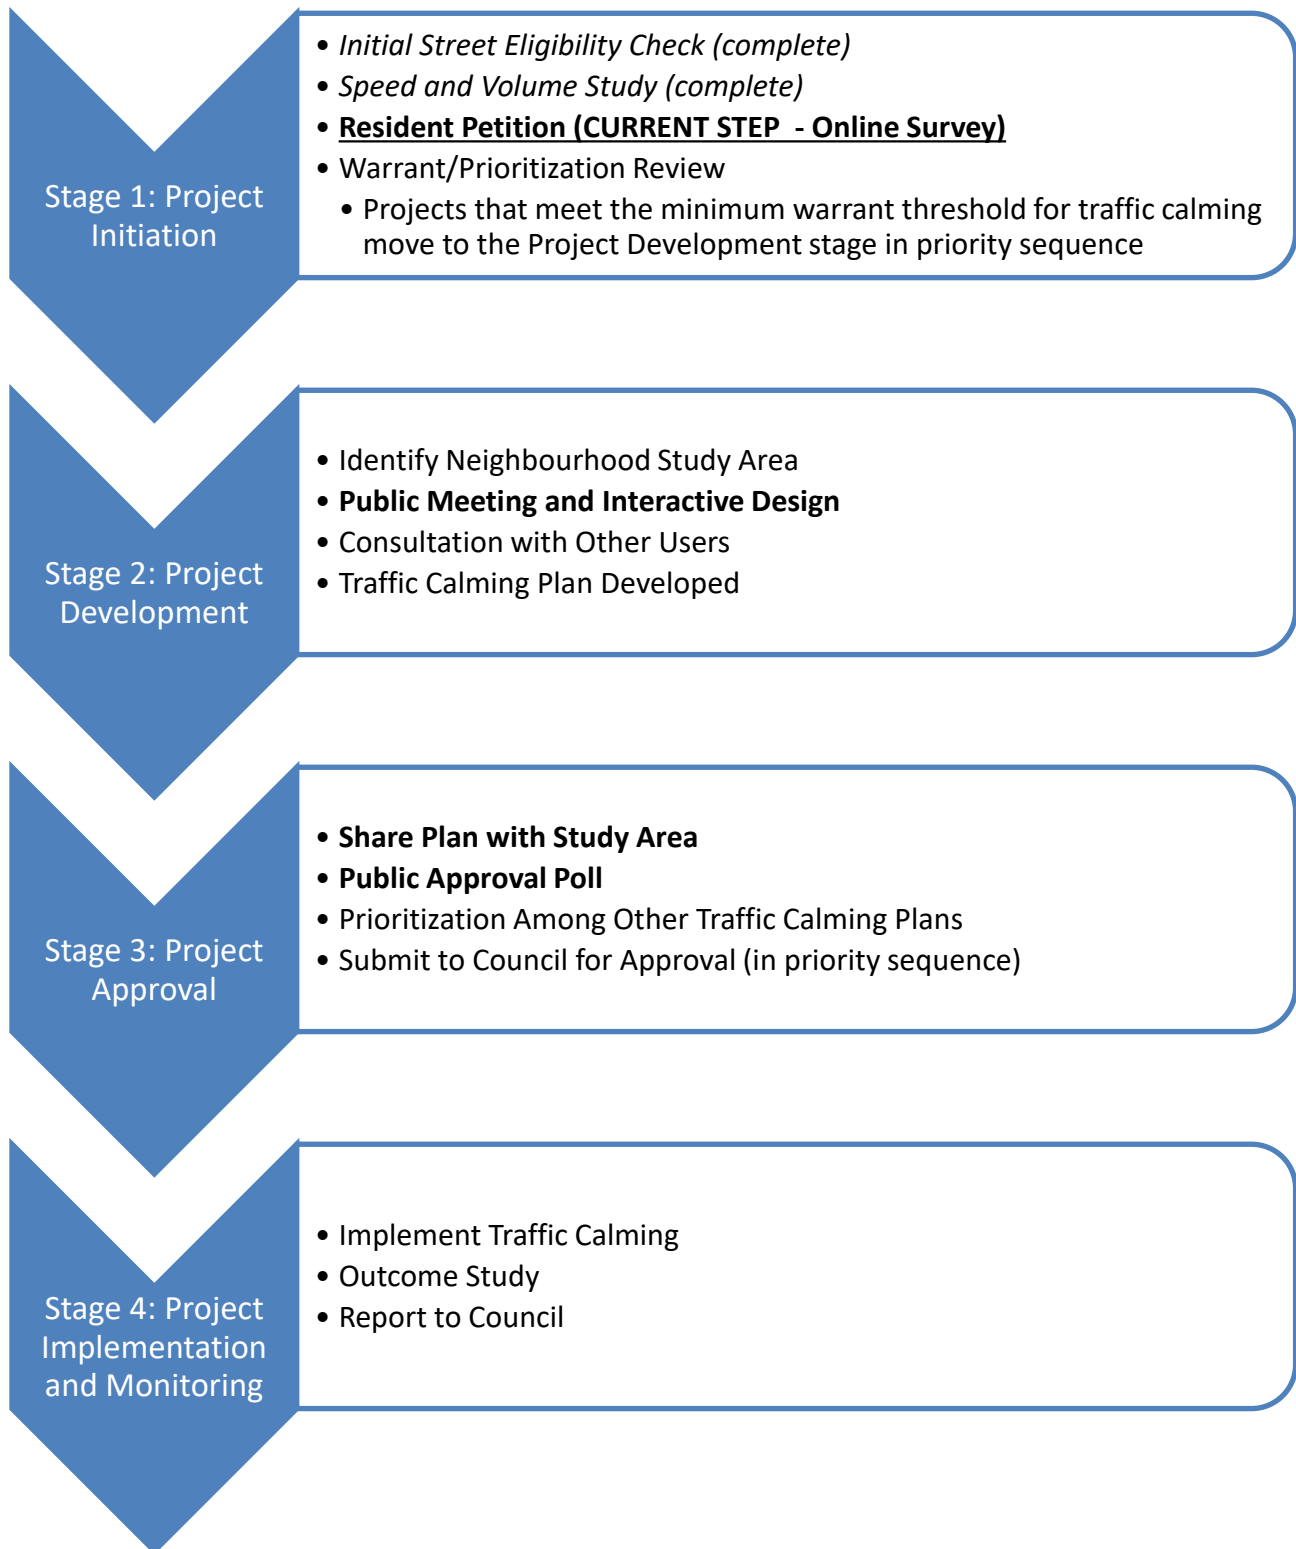 Stage 1: Project
Initiation
• Initial Street Eligibility Check (complete)
• Speed and Volume Study (complete)
• Resident Petition (CURRENT STEP  - Online Survey)
• Warrant/Prioritization Review
• Projects that meet the minimum warrant threshold for traffic calming
move to the Project Development stage in priority sequence
Stage 2: Project
Development
• Identify Neighbourhood Study Area
• Public Meeting and Interactive Design
• Consultation with Other Users
• Traffic Calming Plan Developed
Stage 3: Project
Approval
• Share Plan with Study Area
• Public Approval Poll
• Prioritization Among Other Traffic Calming Plans
• Submit to Council for Approval (in priority sequence)
Stage 4: Project
Implementation
and Monitoring
• Implement Traffic Calming
• Outcome Study
• Report to Council